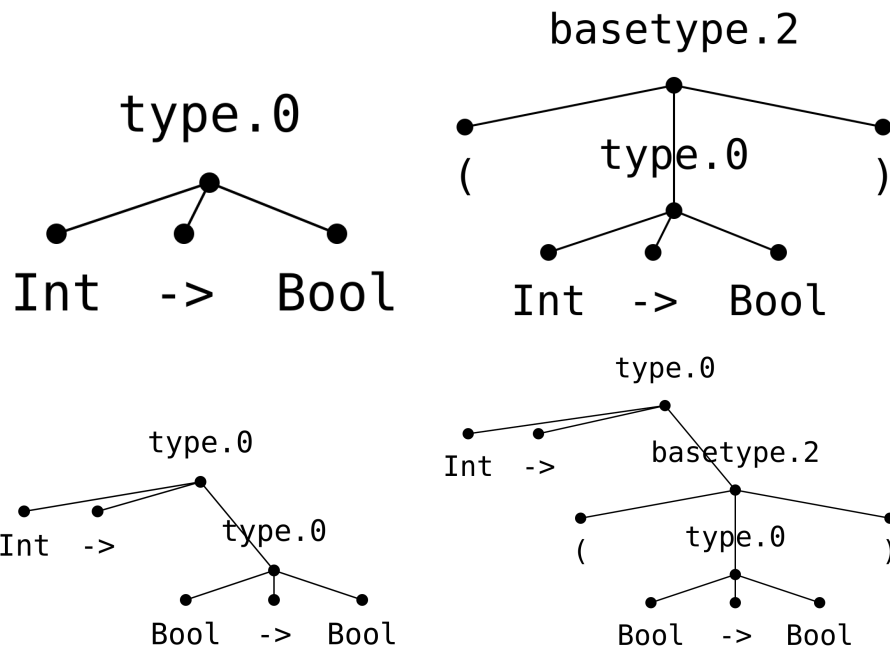 type.0
Int -> Bool
basetype.2
( type.0 )
Int -> Bool
type.0
Int -> type.0
Bool -> Bool
type.0
Int -> basetype.2
( type.0 )
Bool -> Bool